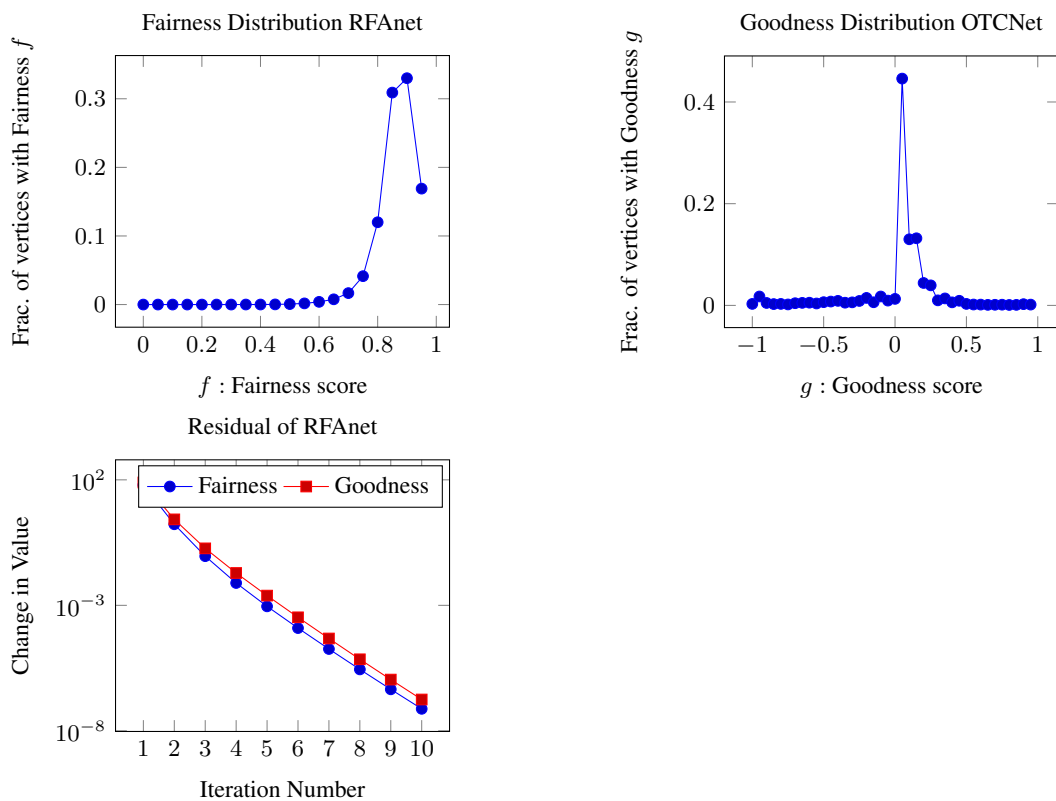 Fairness Distribution RFAnet
Frac. of vertices with Fairness f
0.3
0.2
0.1
0
0 0.2 0.4 0.6 0.8 1
f : Fairness score
Goodness Distribution OTCNet
Frac. of vertices with Goodness g
0.4
0.2
0
−1 −0.5 0 0.5 1
g : Goodness score
Residual of RFAnet
Change in Value
10^2
10^−3
10^−8
Fairness Goodness
1 2 3 4 5 6 7 8 9 10
Iteration Number